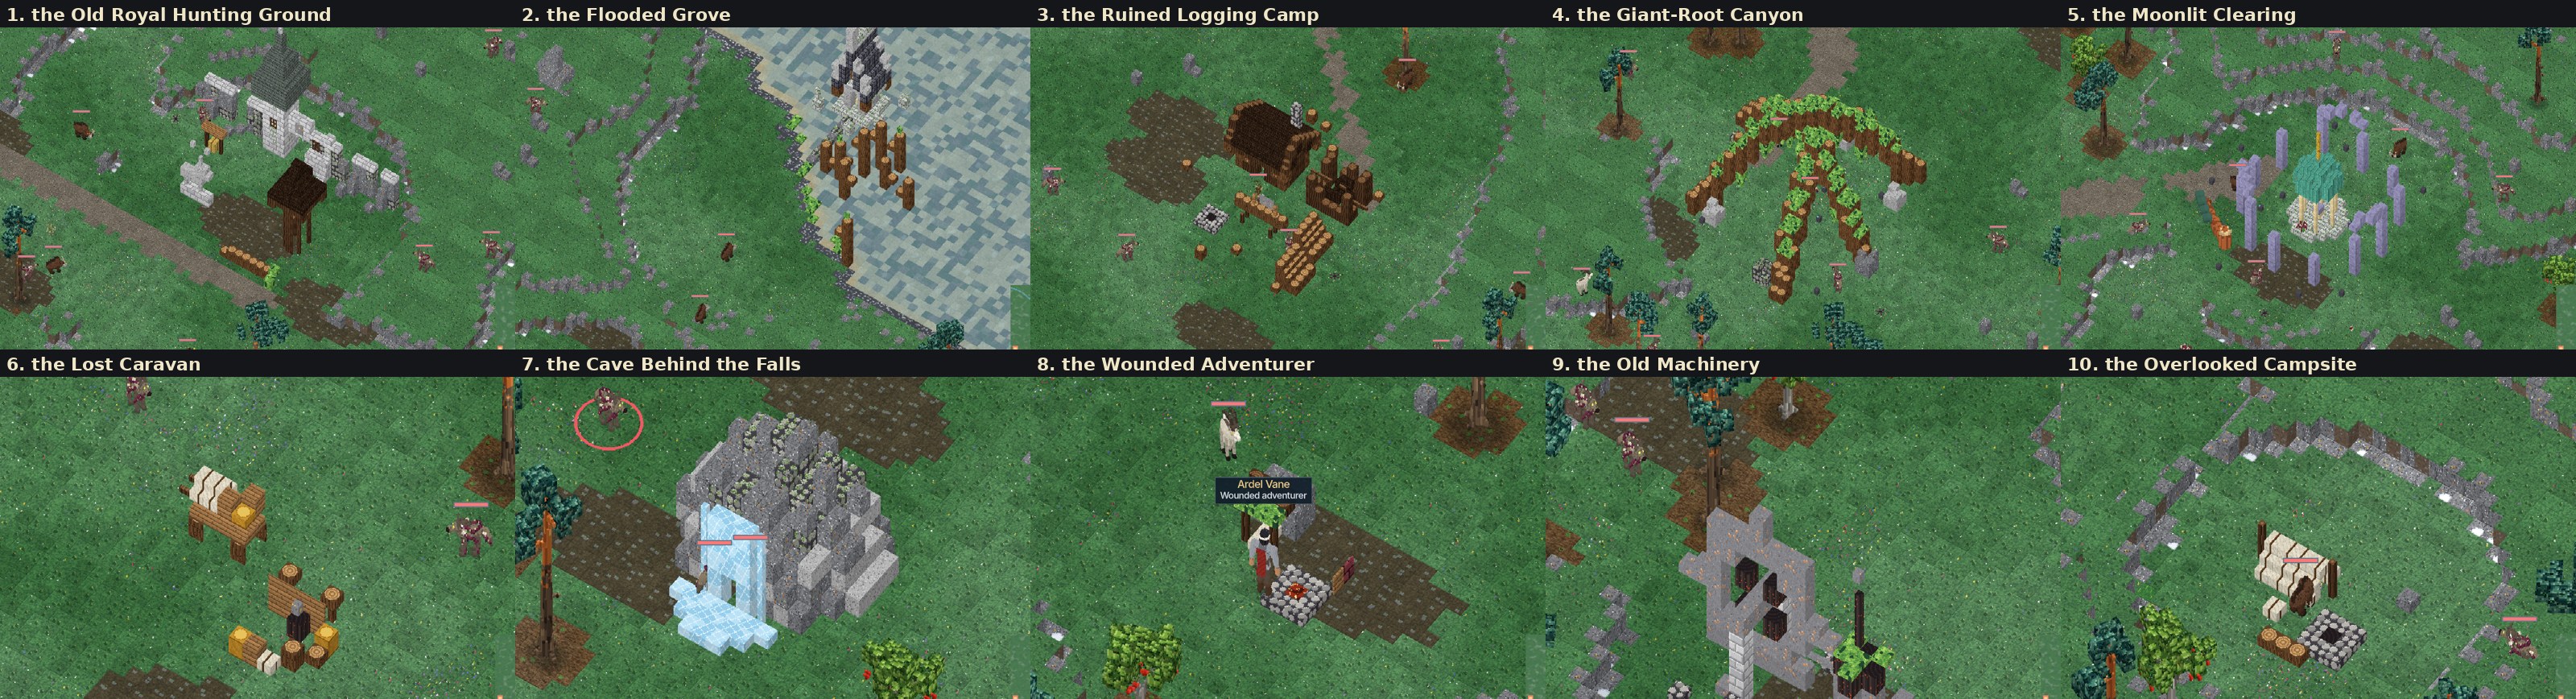 1. the Old Royal Hunting Ground
2. the Flooded Grove
3. the Ruined Logging Camp
4. the Giant-Root Canyon
5. the Moonlit Clearing
6. the Lost Caravan
7. the Cave Behind the Falls
8. the Wounded Adventurer
9. the Old Machinery
10. the Overlooked Campsite
Ardel Vane
Wounded adventurer